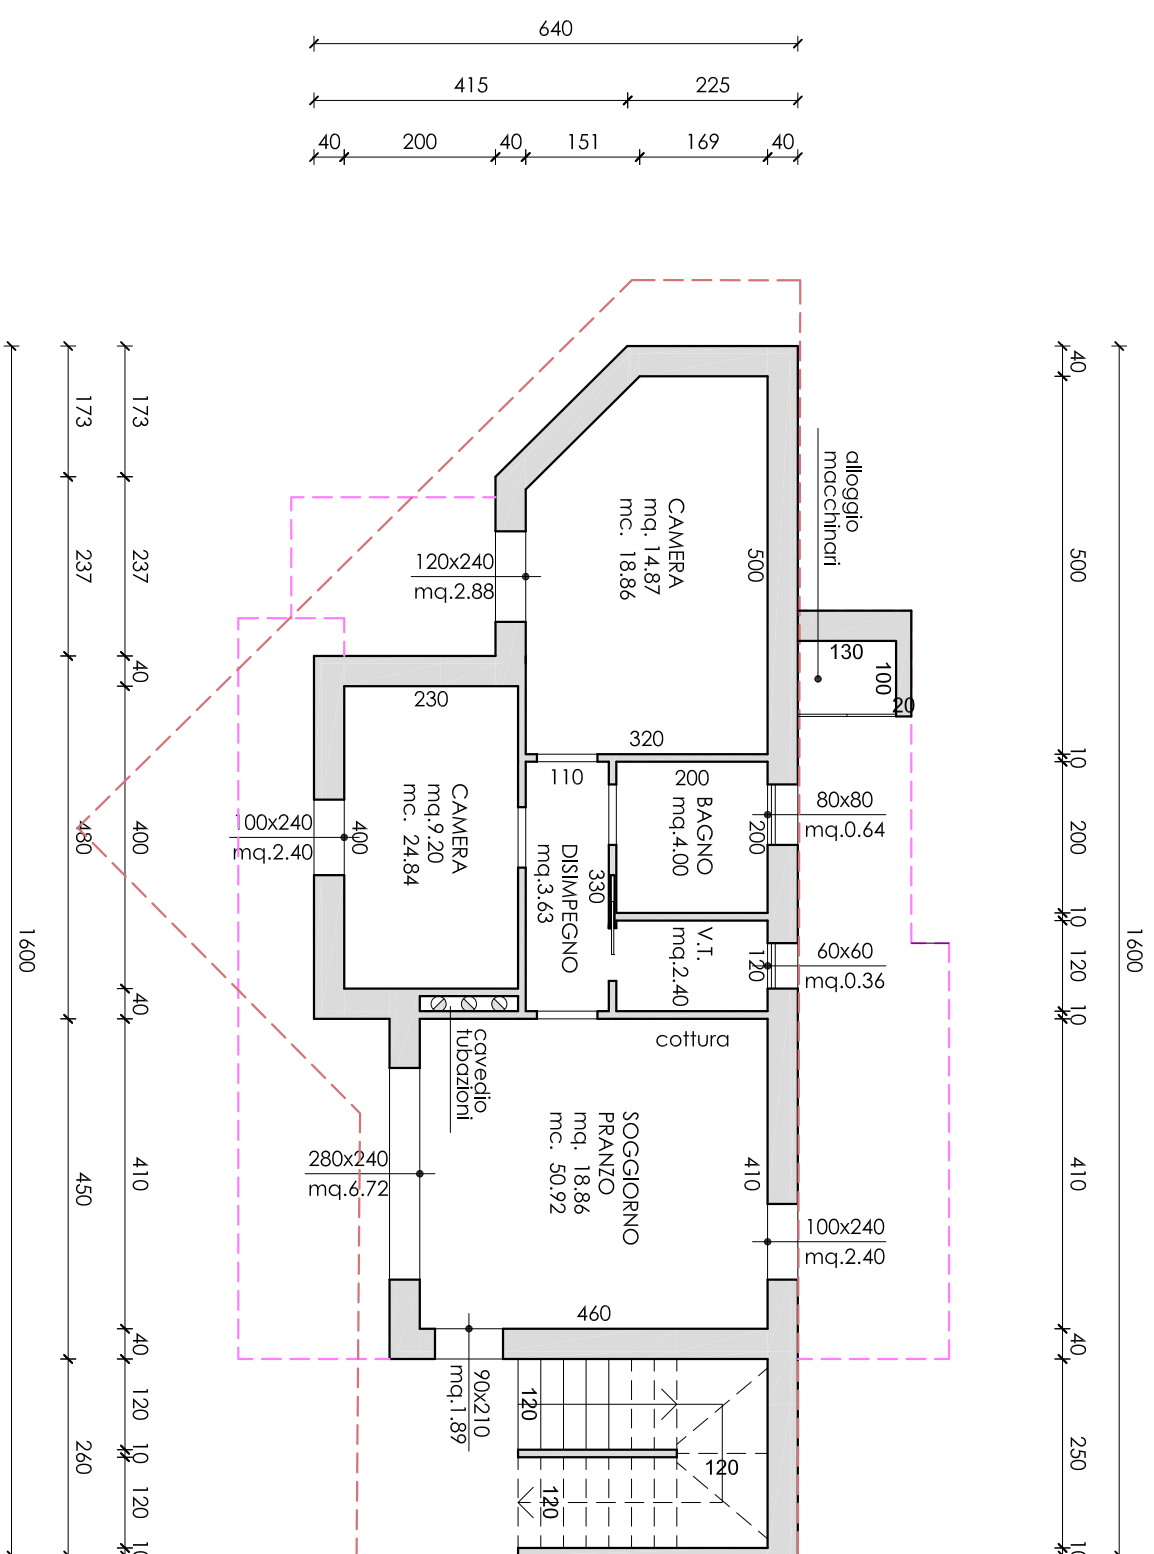 640
415
225
40
200
40
151
169
40
1600
173
237
480
450
260
173
237
40
400
40
410
40
120
10
120
10
40
500
10
200
10
120
10
410
40
250
10
1600
CAMERA
mq. 14.87
mc. 18.86
500
320
120x240
mq.2.88
alloggio
macchinari
130
100
20
230
CAMERA
mq.9.20
mc. 24.84
400
100x240
mq.2.40
110
DISIMPEGNO
mq.3.63
330
200
BAGNO
mq.4.00
200
80x80
mq.0.64
V.T.
mq.2.40
120
60x60
mq.0.36
cavedio
tubazioni
cottura
SOGGIORNO
PRANZO
mq. 18.86
mc. 50.92
410
460
280x240
mq.6.72
100x240
mq.2.40
90x210
mq.1.89
120
120
120